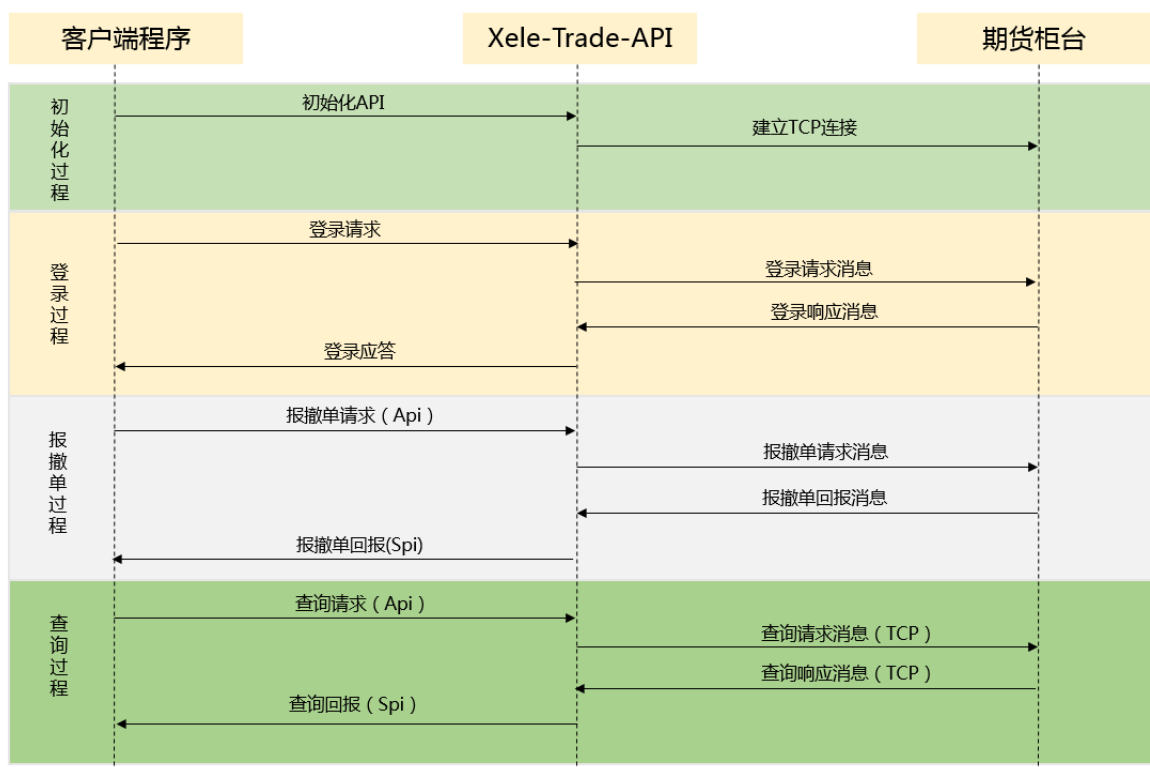 客户端程序
Xele-Trade-API
期货柜台
初始化过程
初始化API
建立TCP连接
登录过程
登录请求
登录请求消息
登录响应消息
登录应答
报撤单过程
报撤单请求（Api）
报撤单请求消息
报撤单回报消息
报撤单回报(Spi)
查询过程
查询请求（Api）
查询请求消息（TCP）
查询响应消息（TCP）
查询回报（Spi）